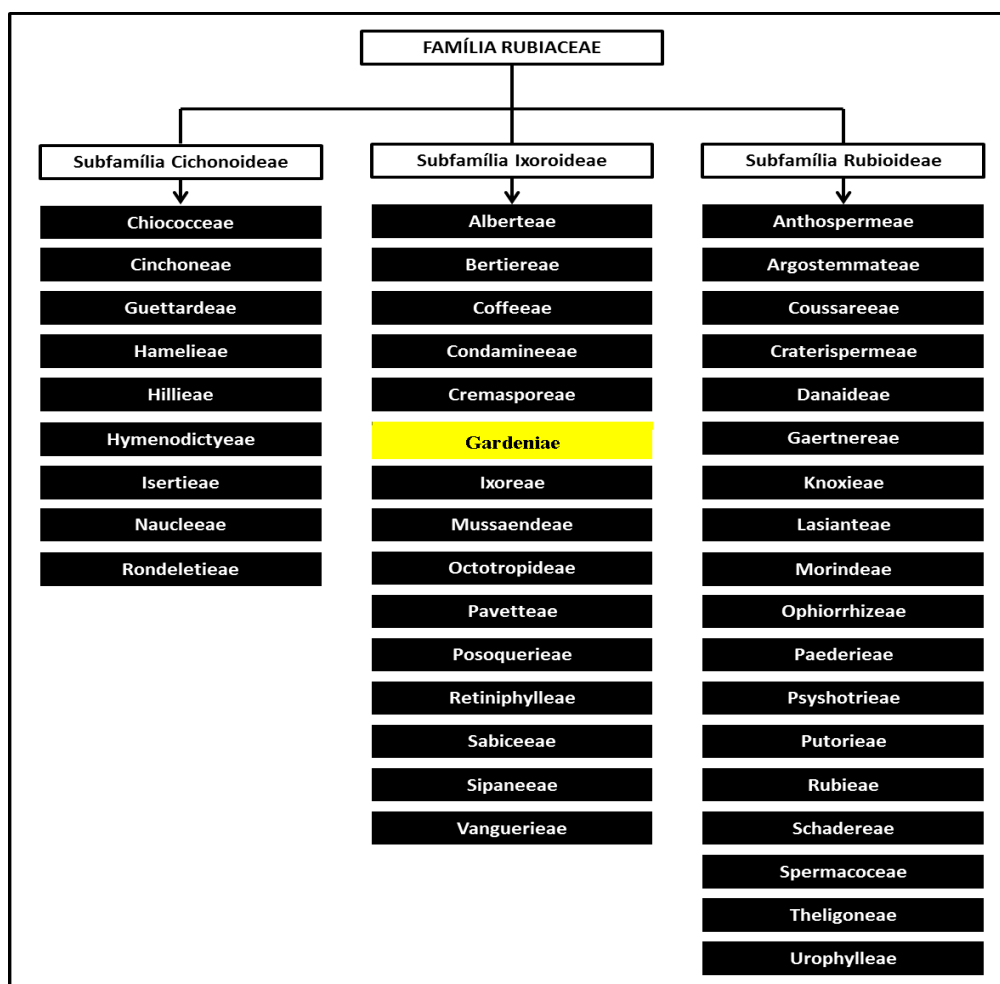 FAMÍLIA RUBIACEAE
Subfamília Cichonoideae
Chiococceae
Cinchoneae
Guettardeae
Hamelieae
Hillieae
Hymenodictyeae
Isertieae
Naucleeae
Rondeletieae
Subfamília Ixoroideae
Alberteae
Bertiereae
Coffeeae
Condamineeae
Cremasporeae
Gardeniae
Ixoreae
Mussaendeae
Octotropideae
Pavetteae
Posoquerieae
Retiniphylleae
Sabiceeae
Sipaneeae
Vanguerieae
Subfamília Rubioideae
Anthospermeae
Argostemmateae
Coussareeae
Craterispermeae
Danaideae
Gaertnereae
Knoxieae
Lasianteae
Morindeae
Ophiorrhizeae
Paederieae
Psyshotrieae
Putorieae
Rubieae
Schadereae
Spermacoceae
Theligoneae
Urophylleae